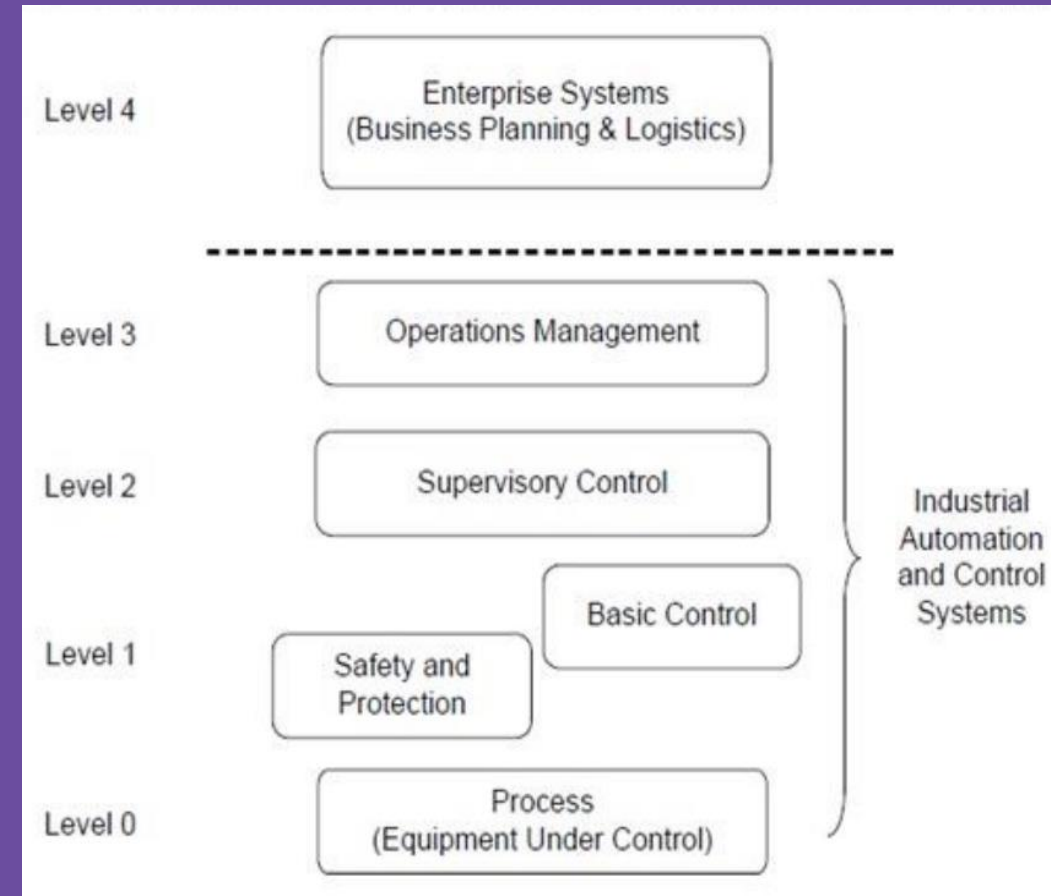 Level 4
Enterprise Systems
(Business Planning & Logistics)
Level 3
Operations Management
Level 2
Supervisory Control
Level 1
Basic Control
Safety and
Protection
Level 0
Process
(Equipment Under Control)
Industrial
Automation
and Control
Systems